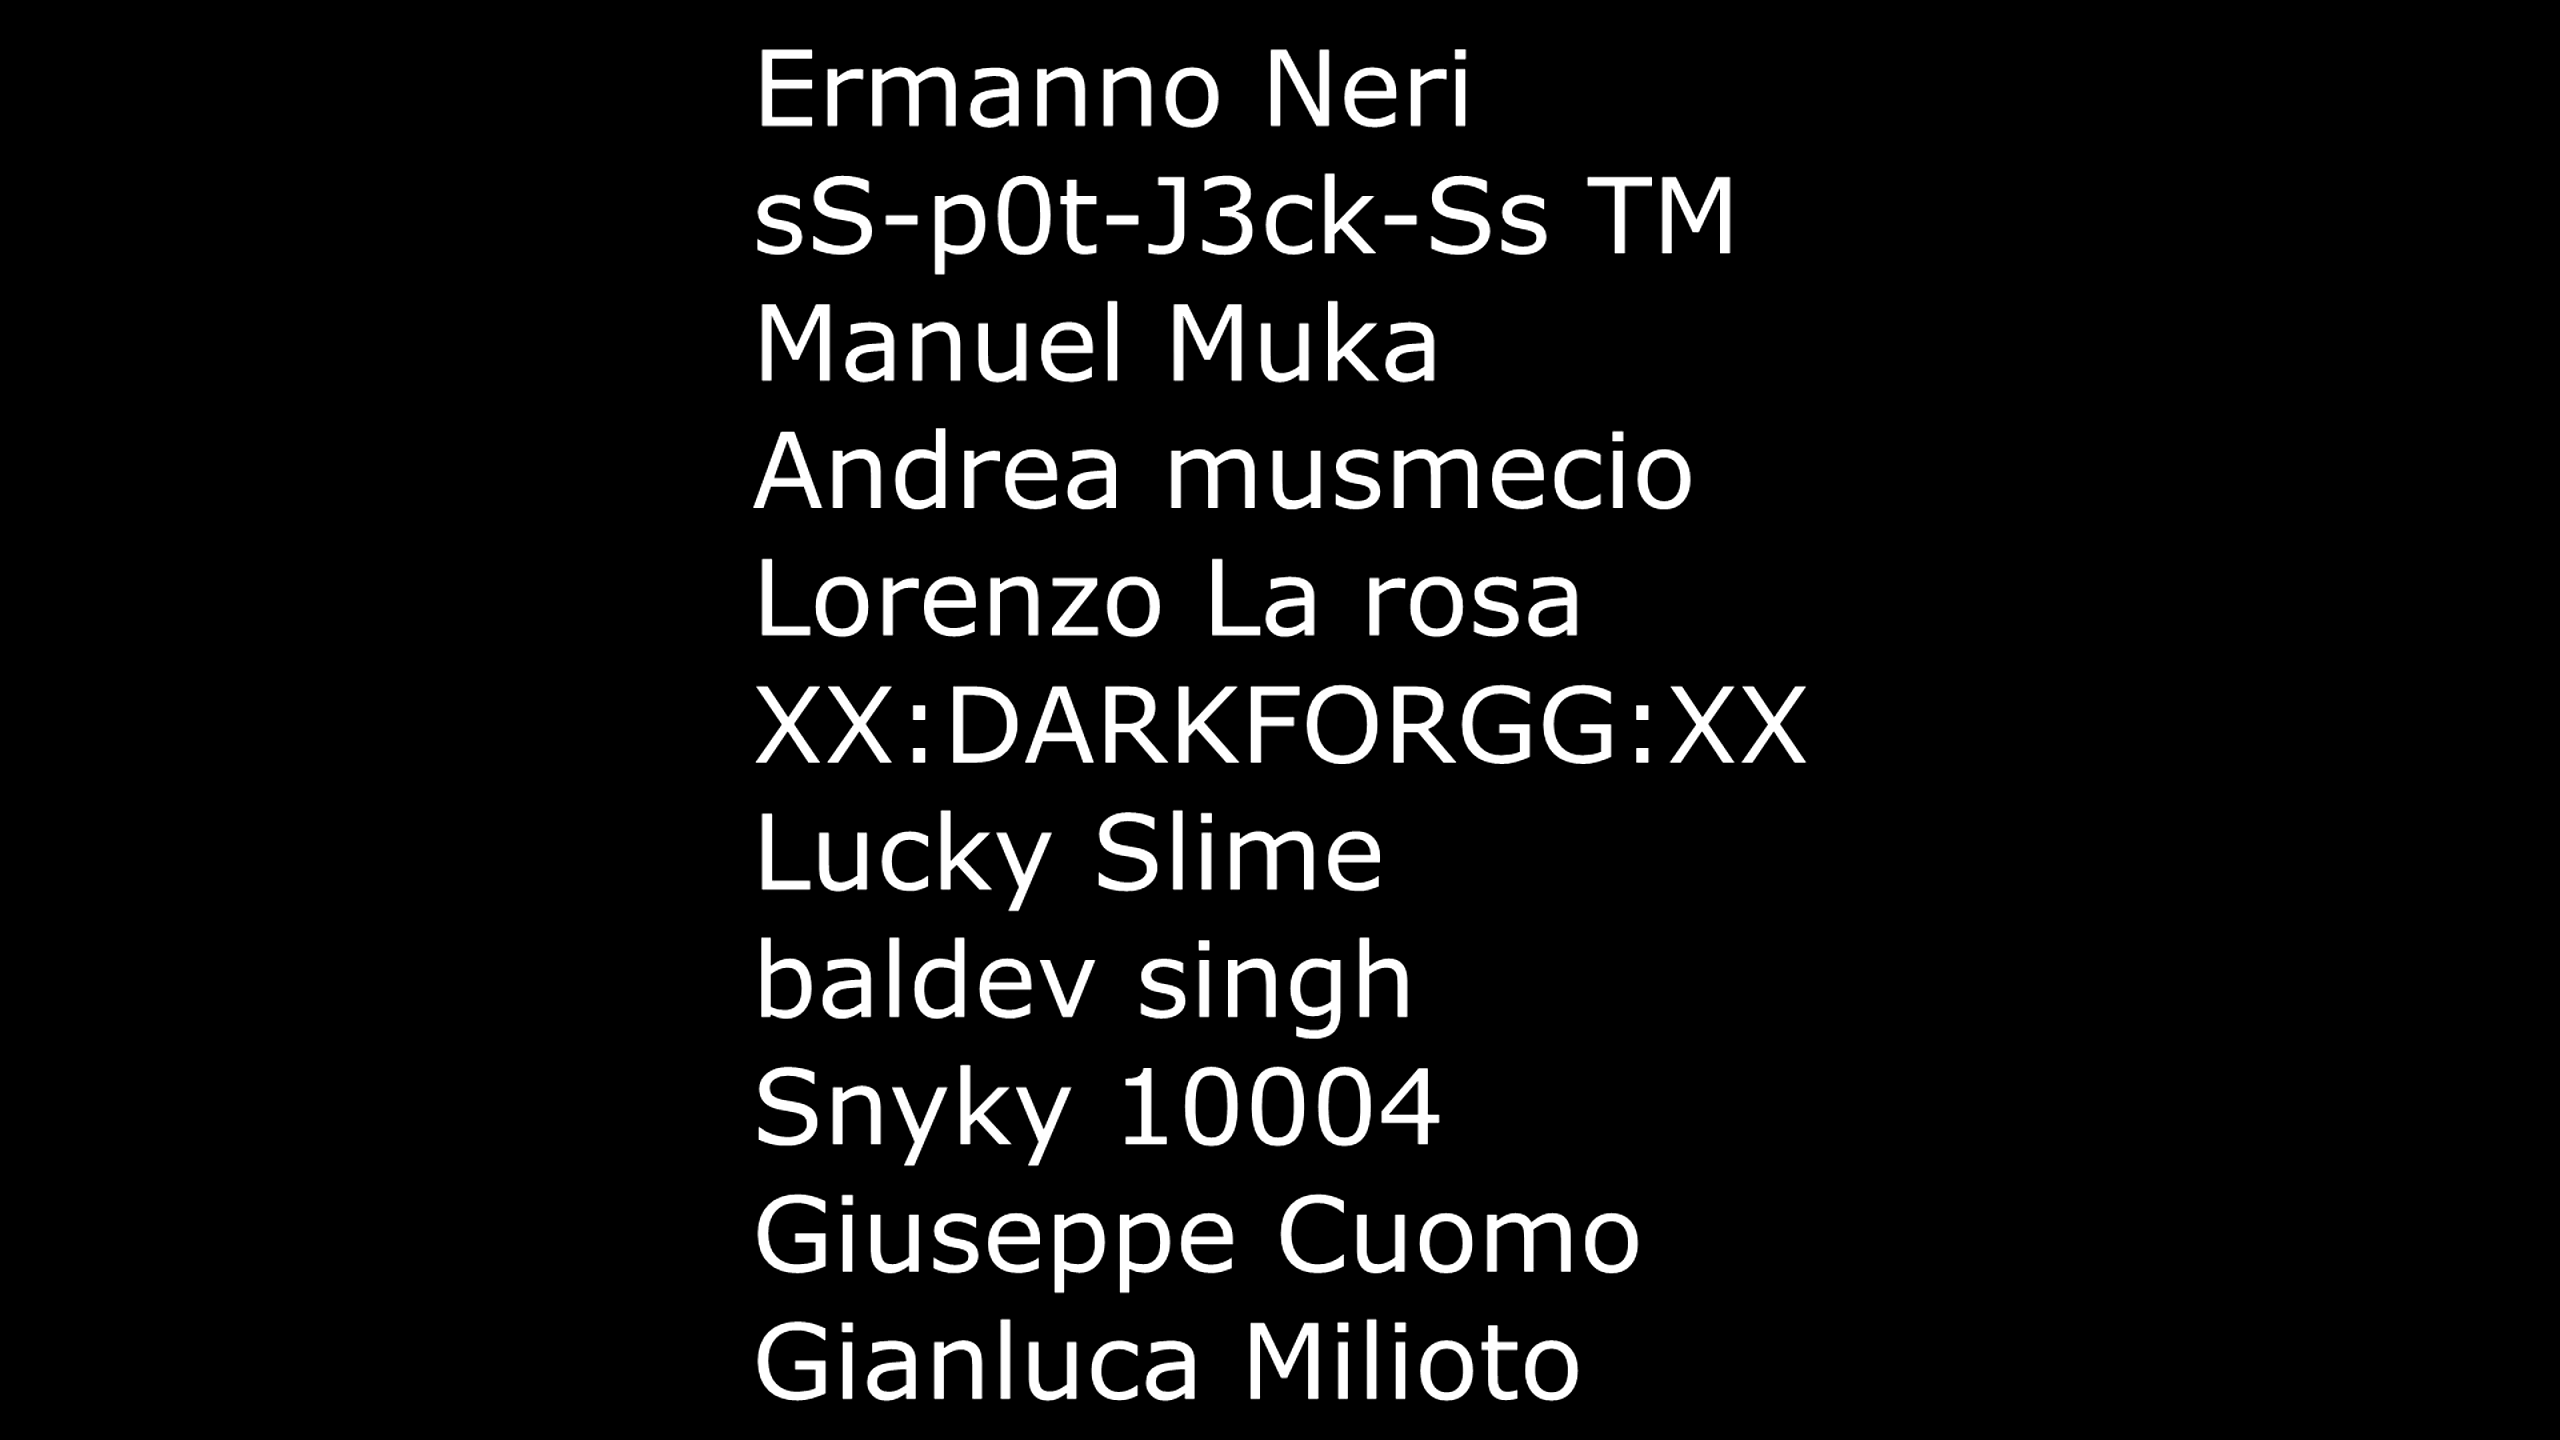 Ermanno Neri
sS-p0t-J3ck-Ss TM
Manuel Muka
Andrea musmecio
Lorenzo La rosa
XX:DARKFORGG:XX
Lucky Slime
baldev singh
Snyky 10004
Giuseppe Cuomo
Gianluca Milioto